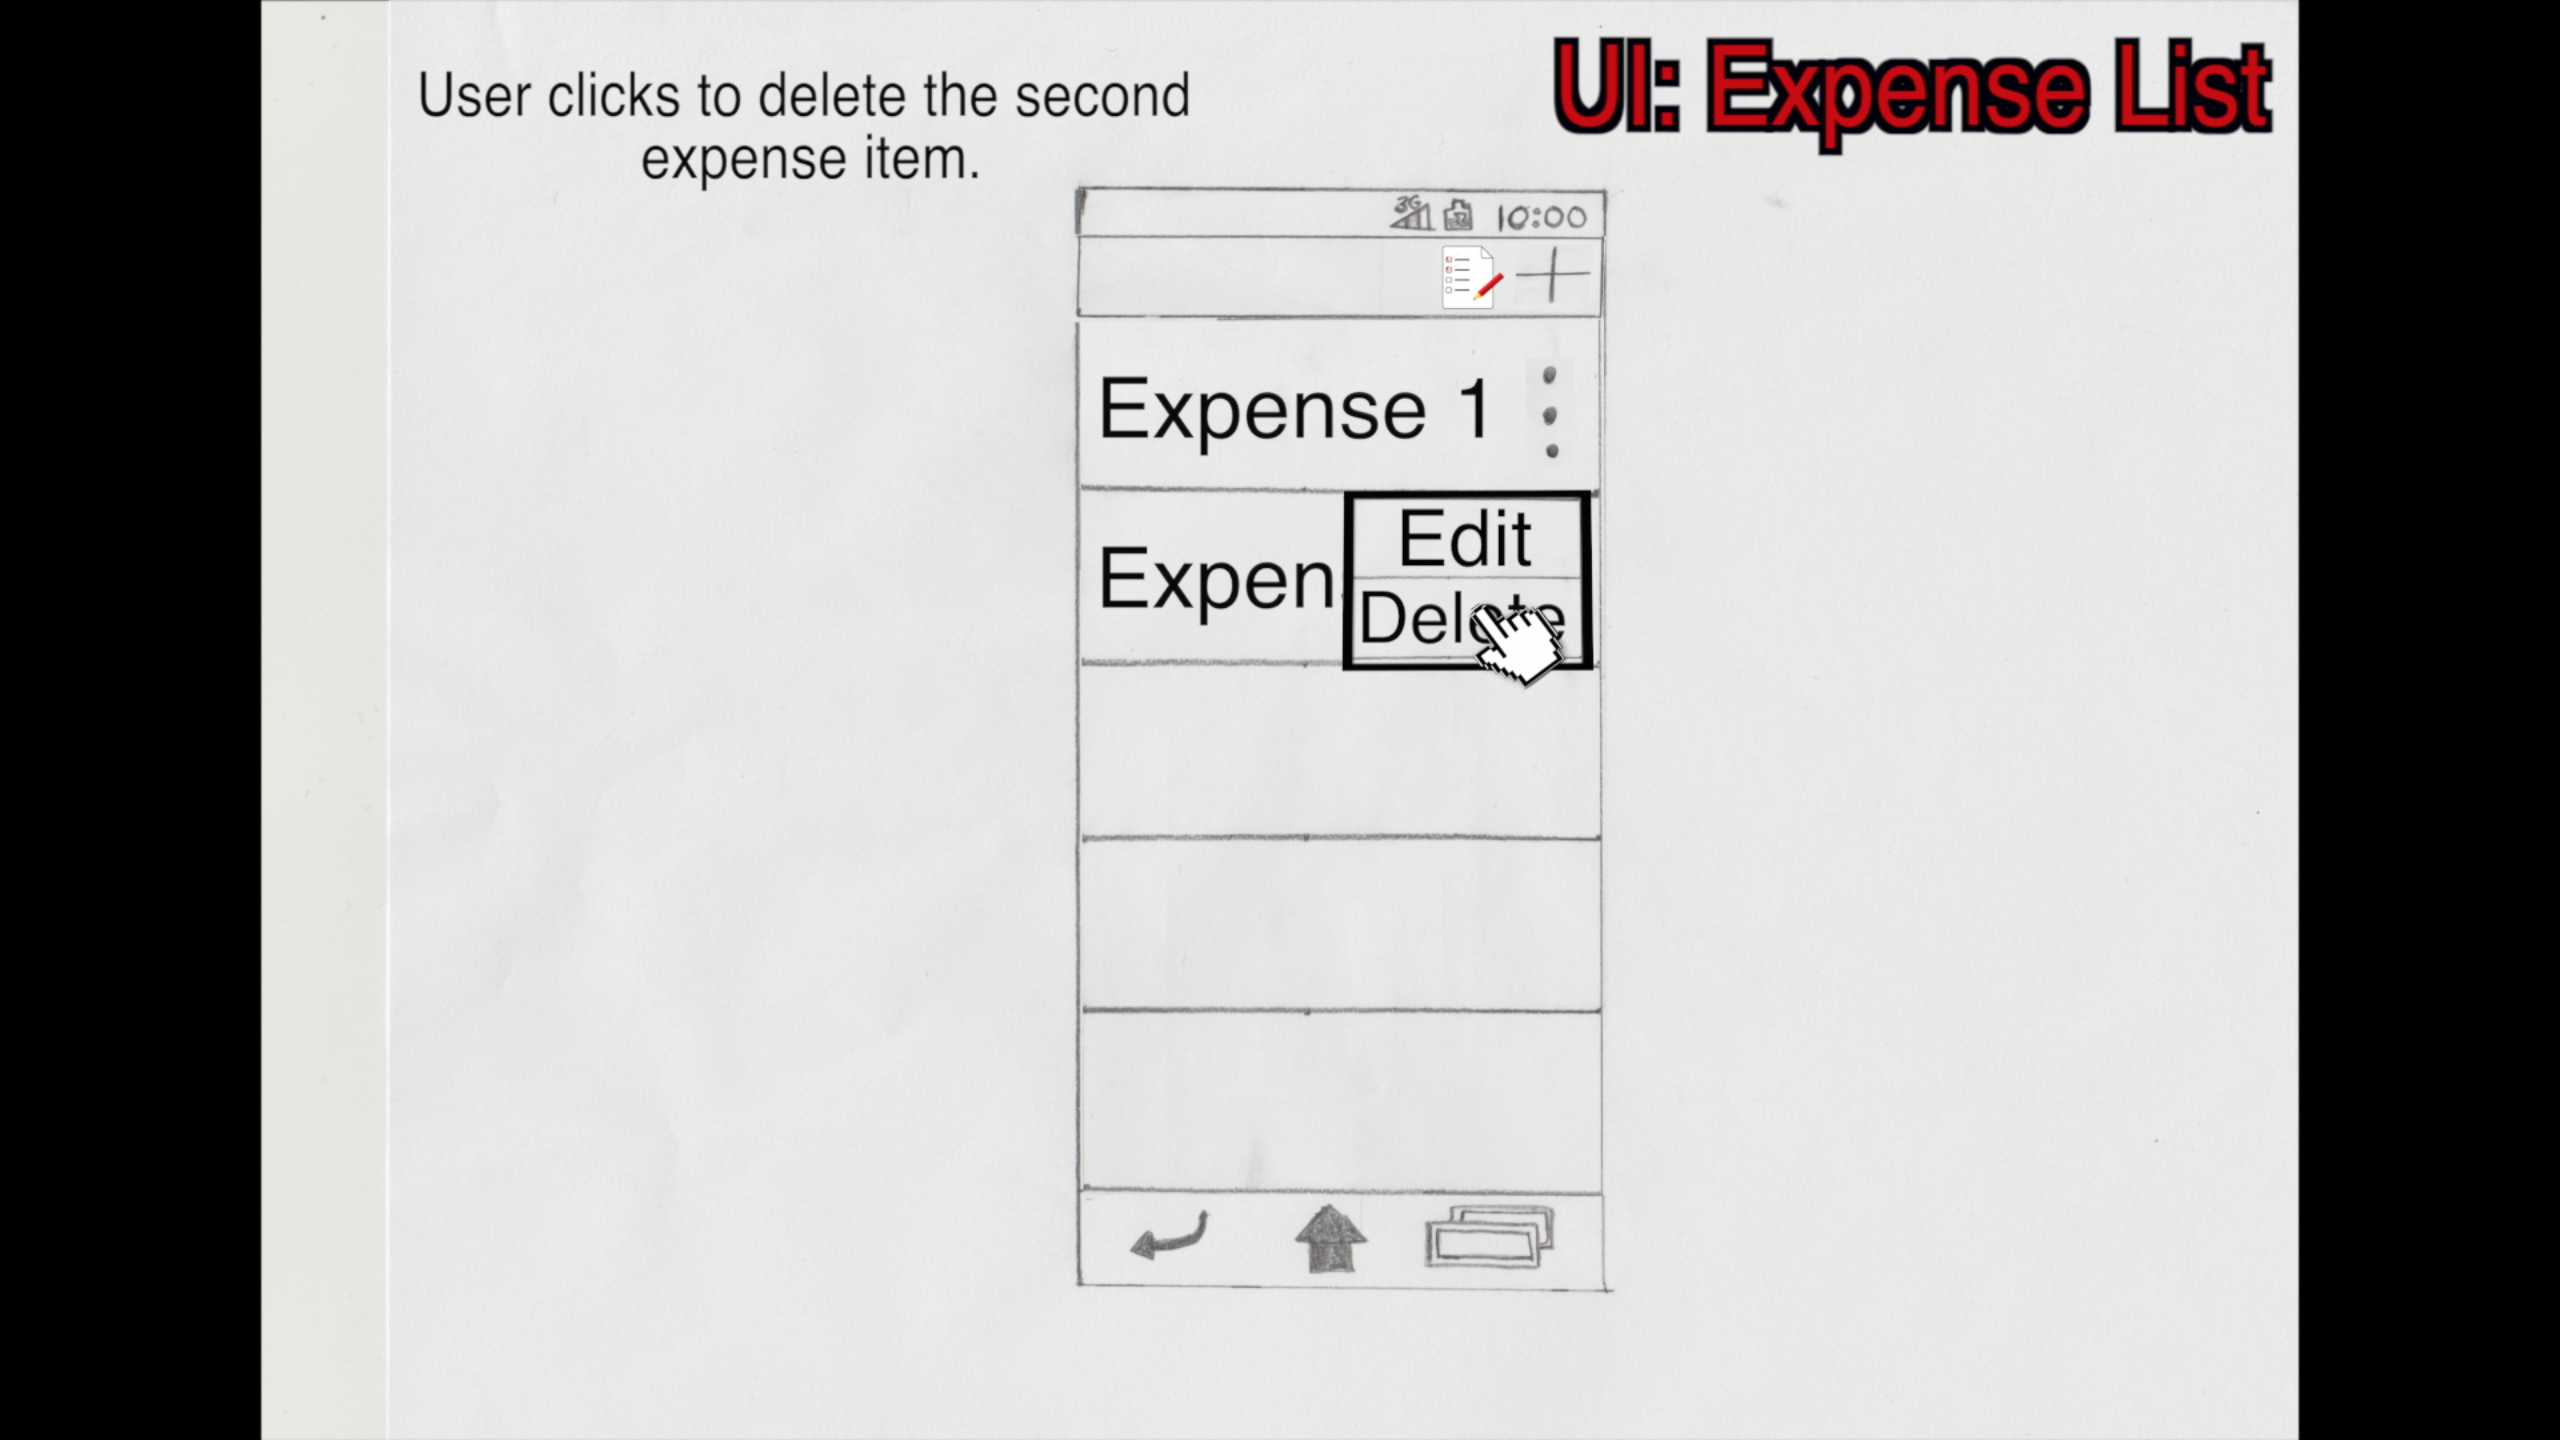 UI: Expense List
User clicks to delete the second
expense item.
3G 10:00
Expense 1
Expen
Edit
Delete